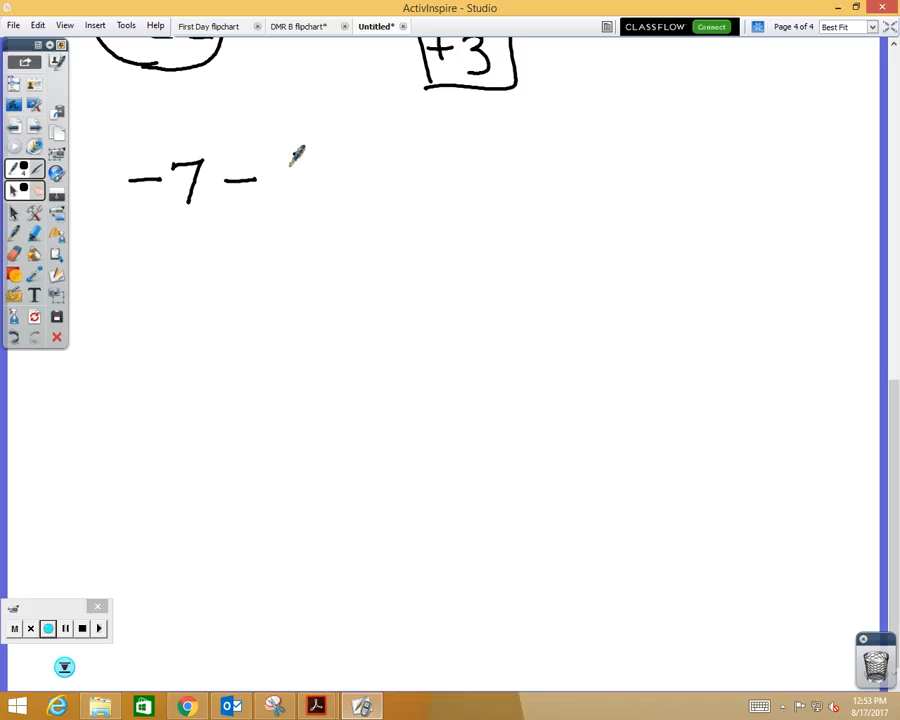 ActivInspire - Studio
File Edit View Insert Tools Help First Day flipchart DMR B flipchart* Untitled* CLASSFLOW Connect Page 4 of 4 Best Fit
+3
4
-7 -
T
M
12:53 PM
8/17/2017